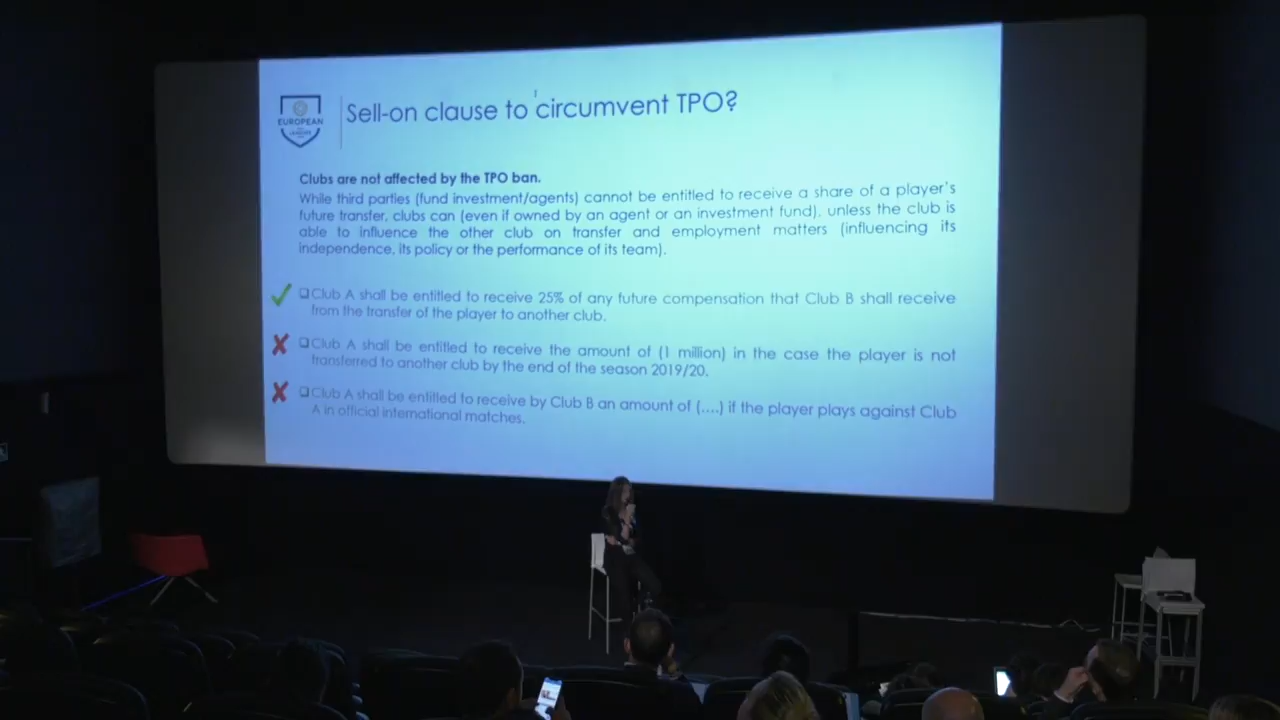 EUROPEAN
Sell-on clause to circumvent TPO?
Clubs are not affected by the TPO ban.
While third parties (fund investment/agents) cannot be entitled to receive a share of a player's
future transfer, clubs can (even if owned by an agent or an investment fund), unless the club is
able to influence the other club on transfer and employment matters (influencing its
independence, its policy or the performance of its team).
Club A shall be entitled to receive 25% of any future compensation that Club B shall receive
from the transfer of the player to another club.
Club A shall be entitled to receive the amount of (1 million) in the case the player is not
transferred to another club by the end of the season 2019/20.
Club A shall be entitled to receive by Club B an amount of (....) if the player plays against Club
A in official international matches.